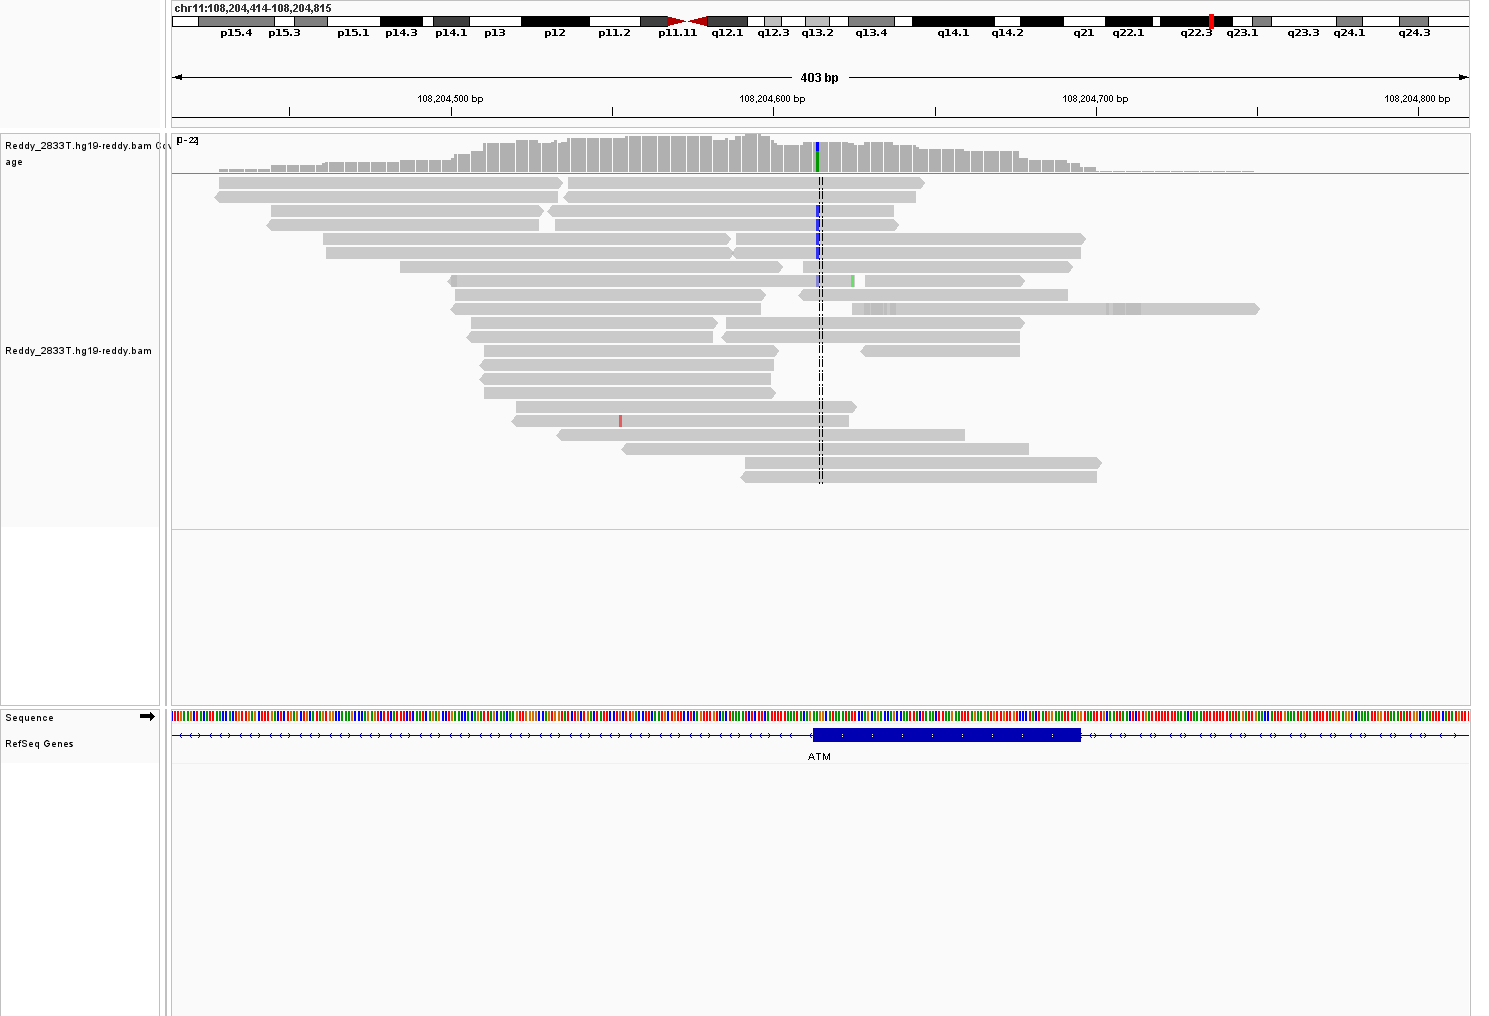 chr11:108,204,414-108,204,815
p15.4 p15.3 p15.1 p14.3 p14.1 p13 p12 p11.2 p11.11 q12.1 q12.3 q13.2 q13.4 q14.1 q14.2 q21 q22.1 q22.3 q23.1 q23.3 q24.1 q24.3
403 bp
108,204,500 bp 108,204,600 bp 108,204,700 bp 108,204,800 bp
Reddy_2833T.hg19-reddy.bam Cov
age
[0-22]
Reddy_2833T.hg19-reddy.bam
Sequence
RefSeq Genes
ATM